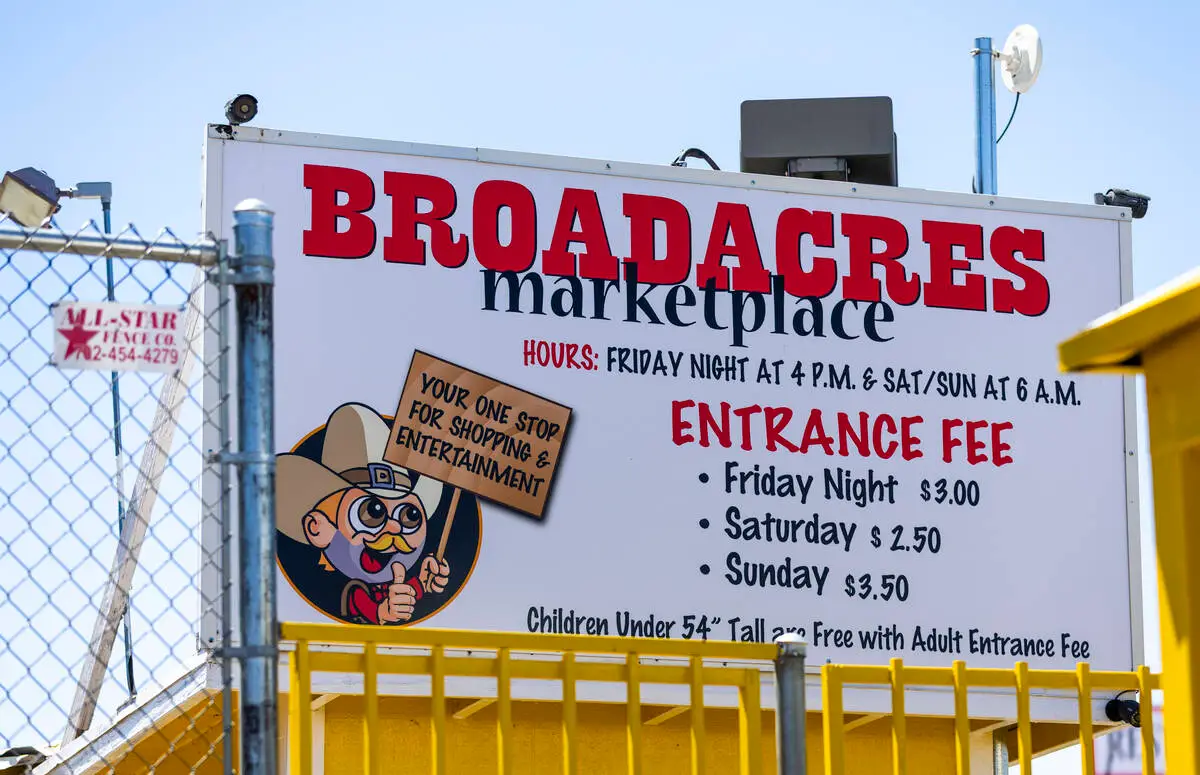 BROADACRES
marketplace
HOURS: FRIDAY NIGHT AT 4 P.M. & SAT/SUN AT 6 A.M.
ENTRANCE FEE
• Friday Night $3.00
• Saturday $2.50
• Sunday $3.50
Children Under 54" Tall are Free with Adult Entrance Fee
YOUR ONE STOP
FOR SHOPPING &
ENTERTAINMENT
ALL-STAR
FENCE CO.
702-454-4279